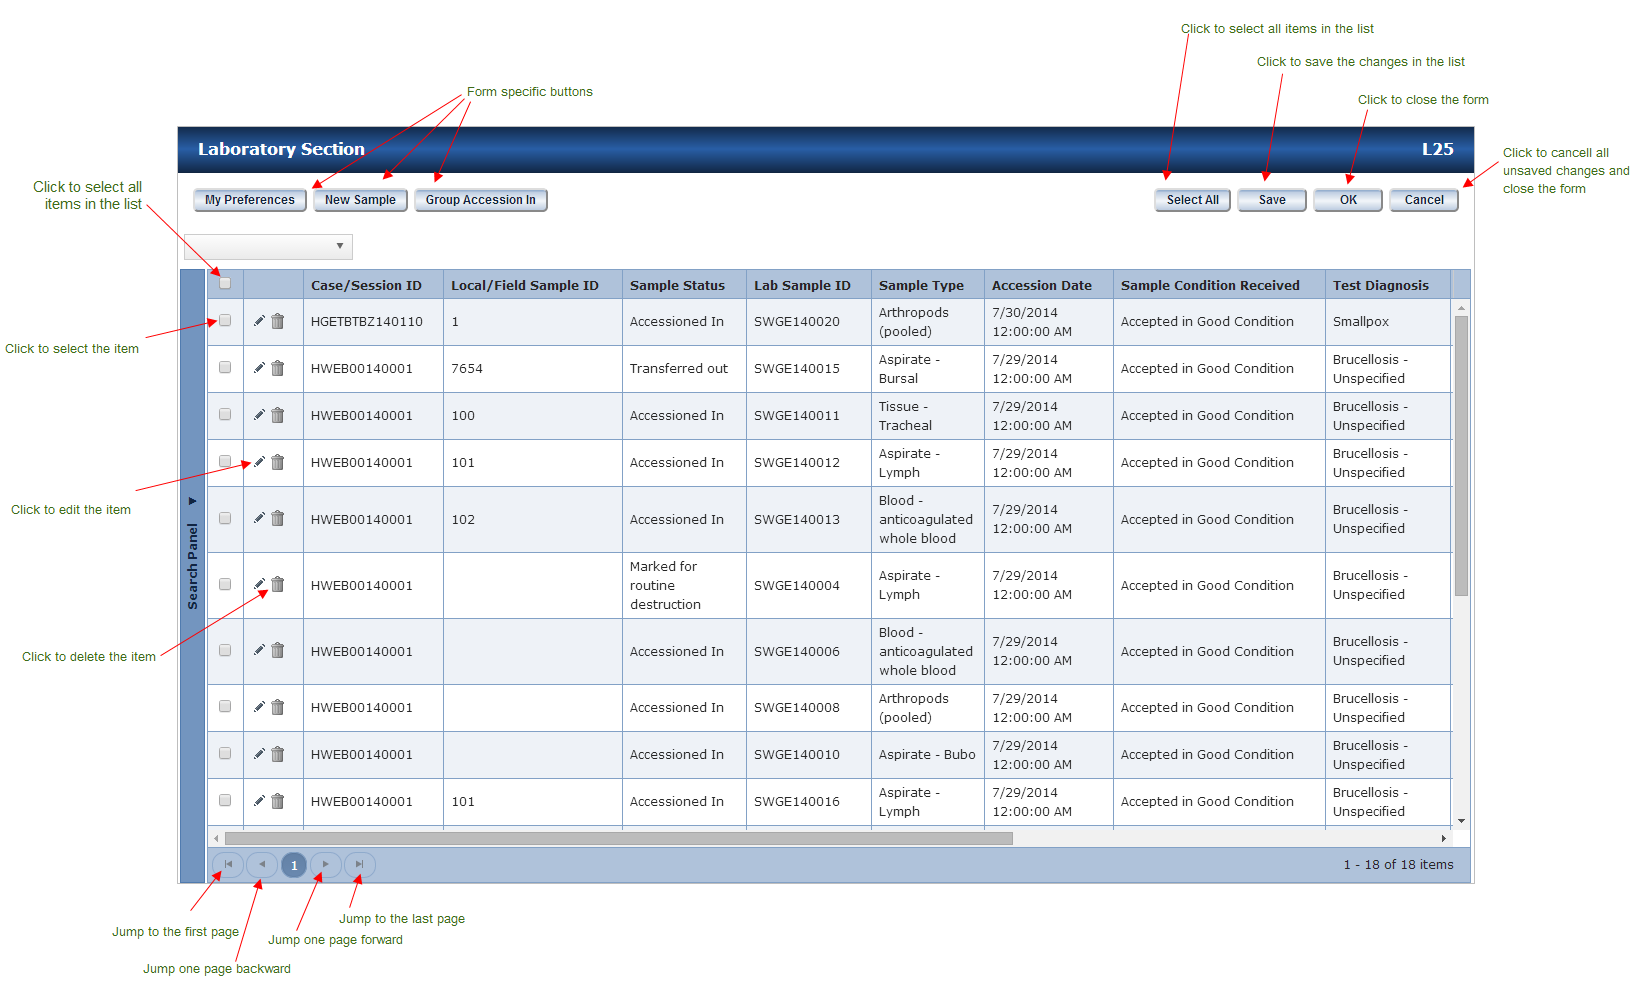 Click to select all items in the list
Click to save the changes in the list
Form specific buttons
Click to close the form
Laboratory Section
L25
Click to cancell all
unsaved changes and
close the form
Click to select all
items in the list
My Preferences
New Sample
Group Accession In
Select All
Save
OK
Cancel
Case/Session ID
Local/Field Sample ID
Sample Status
Lab Sample ID
Sample Type
Accession Date
Sample Condition Received
Test Diagnosis
HGETBTBZ140110
1
Accessioned In
SWGE140020
Arthropods
(pooled)
7/30/2014
12:00:00 AM
Accepted in Good Condition
Smallpox
Click to select the item
HWEB00140001
7654
Transferred out
SWGE140015
Aspirate -
Bursal
7/29/2014
12:00:00 AM
Accepted in Good Condition
Brucellosis -
Unspecified
HWEB00140001
100
Accessioned In
SWGE140011
Tissue -
Tracheal
7/29/2014
12:00:00 AM
Accepted in Good Condition
Brucellosis -
Unspecified
HWEB00140001
101
Accessioned In
SWGE140012
Aspirate -
Lymph
7/29/2014
12:00:00 AM
Accepted in Good Condition
Brucellosis -
Unspecified
Click to edit the item
HWEB00140001
102
Accessioned In
SWGE140013
Blood -
anticoagulated
whole blood
7/29/2014
12:00:00 AM
Accepted in Good Condition
Brucellosis -
Unspecified
Search Panel
HWEB00140001
Marked for
routine
destruction
SWGE140004
Aspirate -
Lymph
7/29/2014
12:00:00 AM
Accepted in Good Condition
Brucellosis -
Unspecified
Click to delete the item
HWEB00140001
Accessioned In
SWGE140006
Blood -
anticoagulated
whole blood
7/29/2014
12:00:00 AM
Accepted in Good Condition
Brucellosis -
Unspecified
HWEB00140001
Accessioned In
SWGE140008
Arthropods
(pooled)
7/29/2014
12:00:00 AM
Accepted in Good Condition
Brucellosis -
Unspecified
HWEB00140001
Accessioned In
SWGE140010
Aspirate - Bubo
7/29/2014
12:00:00 AM
Accepted in Good Condition
Brucellosis -
Unspecified
HWEB00140001
101
Accessioned In
SWGE140016
Aspirate -
Lymph
7/29/2014
12:00:00 AM
Accepted in Good Condition
Brucellosis -
Unspecified
1
1 - 18 of 18 items
Jump to the last page
Jump to the first page
Jump one page forward
Jump one page backward